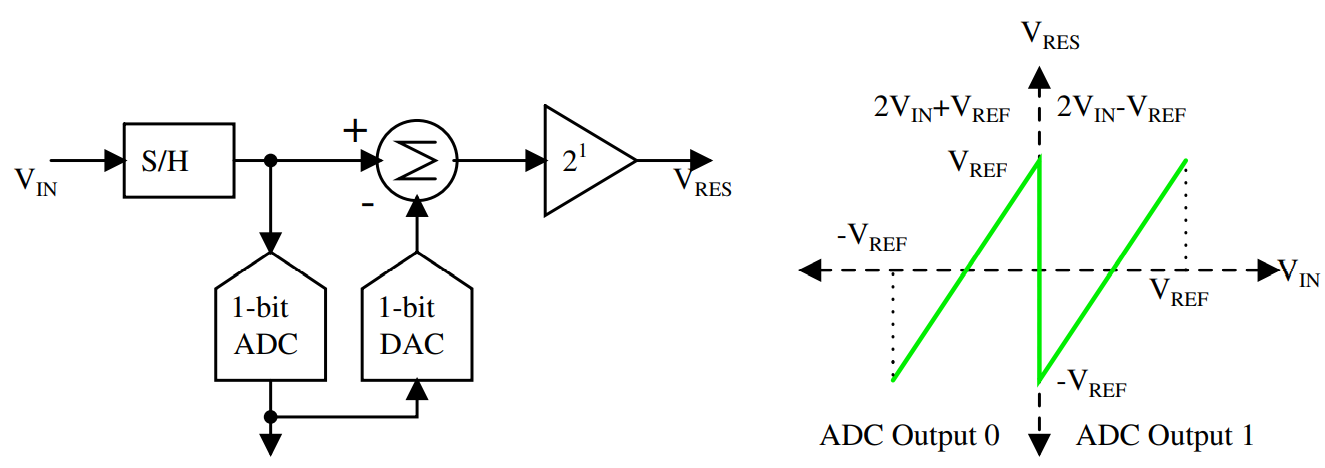 V_IN
S/H
+
-
Σ
2^1
V_RES
1-bit
ADC
1-bit
DAC
V_RES
2V_IN+V_REF
2V_IN-V_REF
V_REF
-V_REF
V_IN
V_REF
-V_REF
ADC Output 0
ADC Output 1